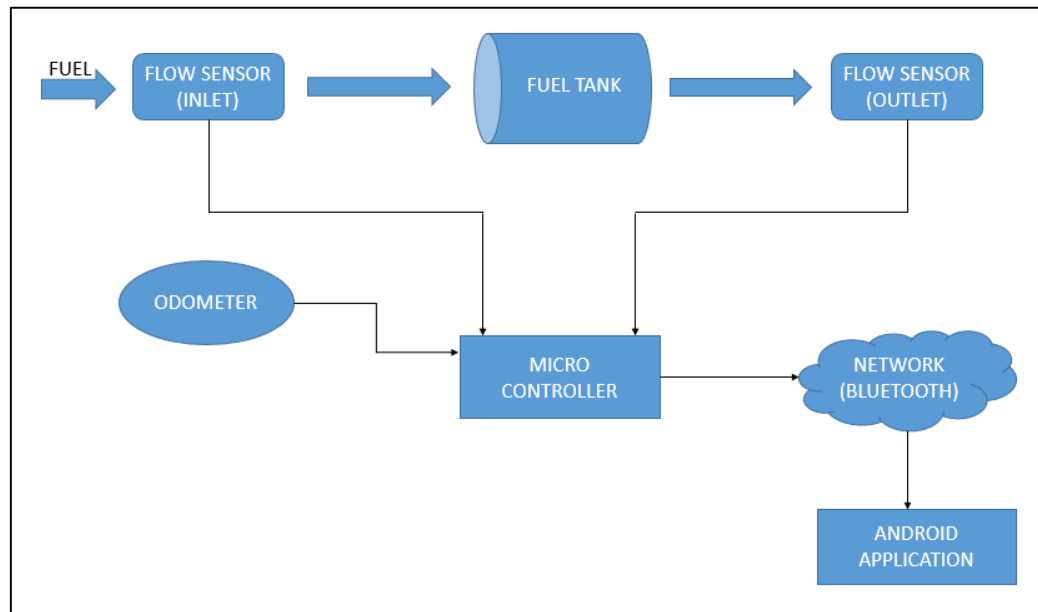 FUEL
FLOW SENSOR
(INLET)
FUEL TANK
FLOW SENSOR
(OUTLET)
ODOMETER
MICRO
CONTROLLER
NETWORK
(BLUETOOTH)
ANDROID
APPLICATION